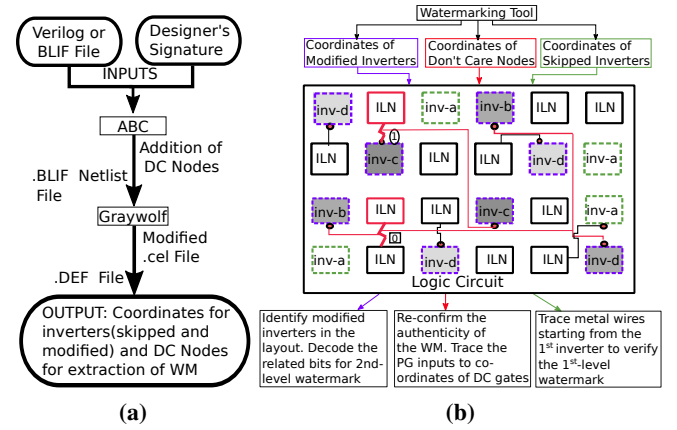 Verilog or
BLIF File
Designer's
Signature
INPUTS
ABC
Addition of
DC Nodes
.BLIF Netlist
File
Graywolf
Modified
.cel File
.DEF File
OUTPUT: Coordinates for
inverters(skipped and
modified) and DC Nodes
for extraction of WM
(a)
Watermarking Tool
Coordinates of
Modified Inverters
Coordinates of
Don't Care Nodes
Coordinates of
Skipped Inverters
inv-d ILN inv-a inv-b ILN ILN
1
ILN inv-c ILN ILN inv-d inv-a
inv-b ILN ILN inv-c ILN inv-a
0
inv-a ILN inv-d ILN ILN inv-d
Logic Circuit
Identify modified
inverters in the
layout. Decode the
related bits for 2nd-
level watermark
Re-confirm the
authenticity of
the WM. Trace the
PG inputs to co-
ordinates of DC gates
Trace metal wires
starting from the
1st inverter to verify
the 1st-level
watermark
(b)